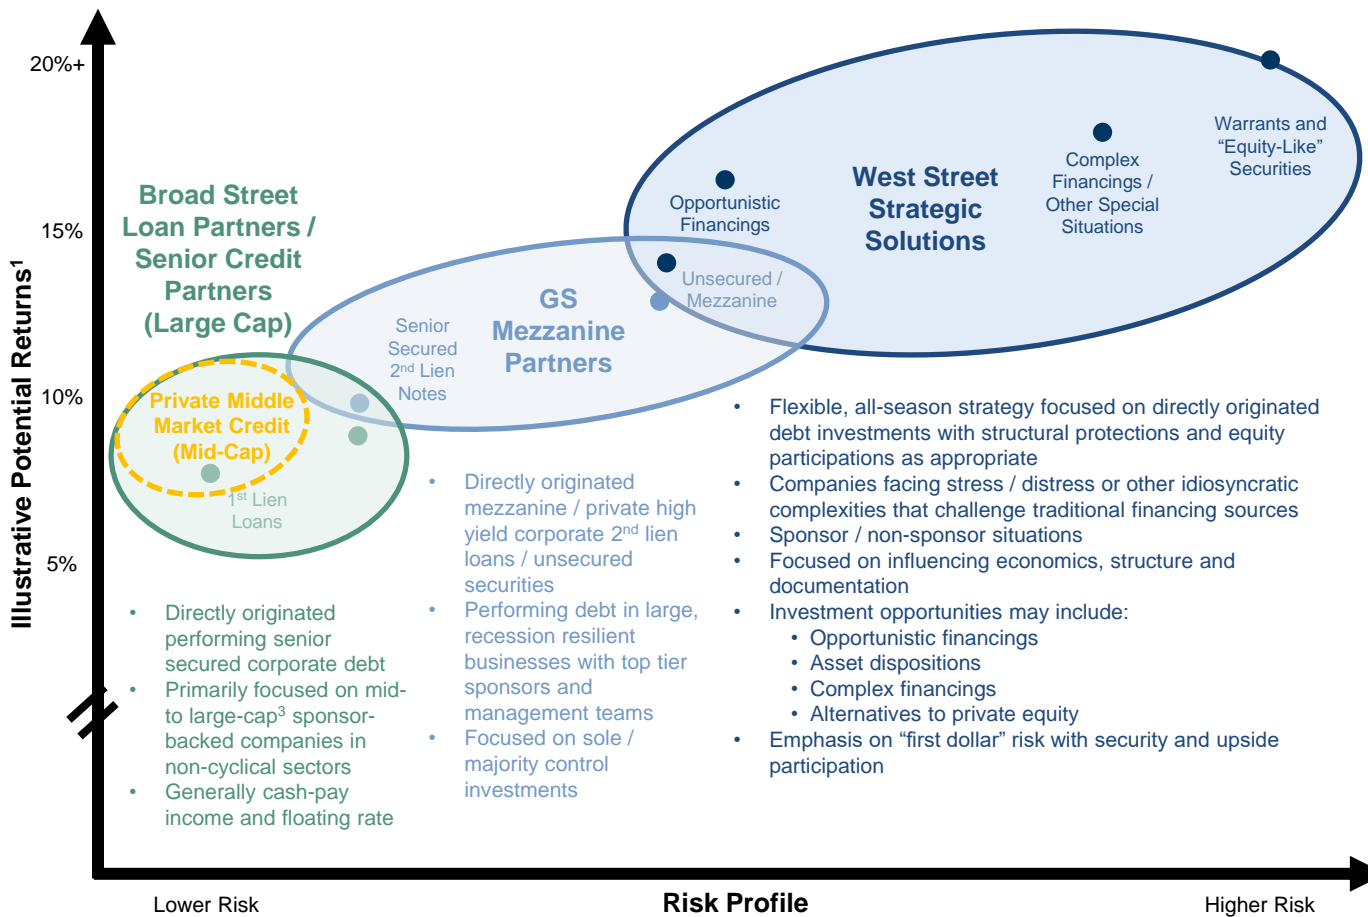 20%+
15%
10%
5%
Illustrative Potential Returns¹
Broad Street
Loan Partners /
Senior Credit
Partners
(Large Cap)
Private Middle
Market Credit
(Mid-Cap)
1st Lien
Loans
Senior
Secured
2nd Lien
Notes
GS
Mezzanine
Partners
Unsecured /
Mezzanine
Opportunistic
Financings
West Street
Strategic
Solutions
Complex
Financings /
Other Special
Situations
Warrants and
“Equity-Like”
Securities
• Directly originated
performing senior
secured corporate debt
• Primarily focused on mid-
to large-cap³ sponsor-
backed companies in
non-cyclical sectors
• Generally cash-pay
income and floating rate
• Directly originated
mezzanine / private high
yield corporate 2nd lien
loans / unsecured
securities
• Performing debt in large,
recession resilient
businesses with top tier
sponsors and
management teams
• Focused on sole /
majority control
investments
• Flexible, all-season strategy focused on directly originated
debt investments with structural protections and equity
participations as appropriate
• Companies facing stress / distress or other idiosyncratic
complexities that challenge traditional financing sources
• Sponsor / non-sponsor situations
• Focused on influencing economics, structure and
documentation
• Investment opportunities may include:
• Opportunistic financings
• Asset dispositions
• Complex financings
• Alternatives to private equity
• Emphasis on “first dollar” risk with security and upside
participation
Lower Risk
Risk Profile
Higher Risk